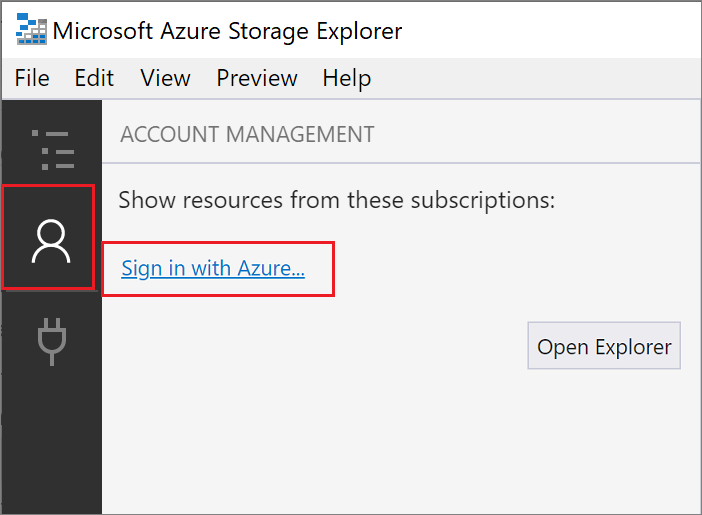 Microsoft Azure Storage Explorer
File Edit View Preview Help
ACCOUNT MANAGEMENT
Show resources from these subscriptions:
Sign in with Azure...
Open Explorer